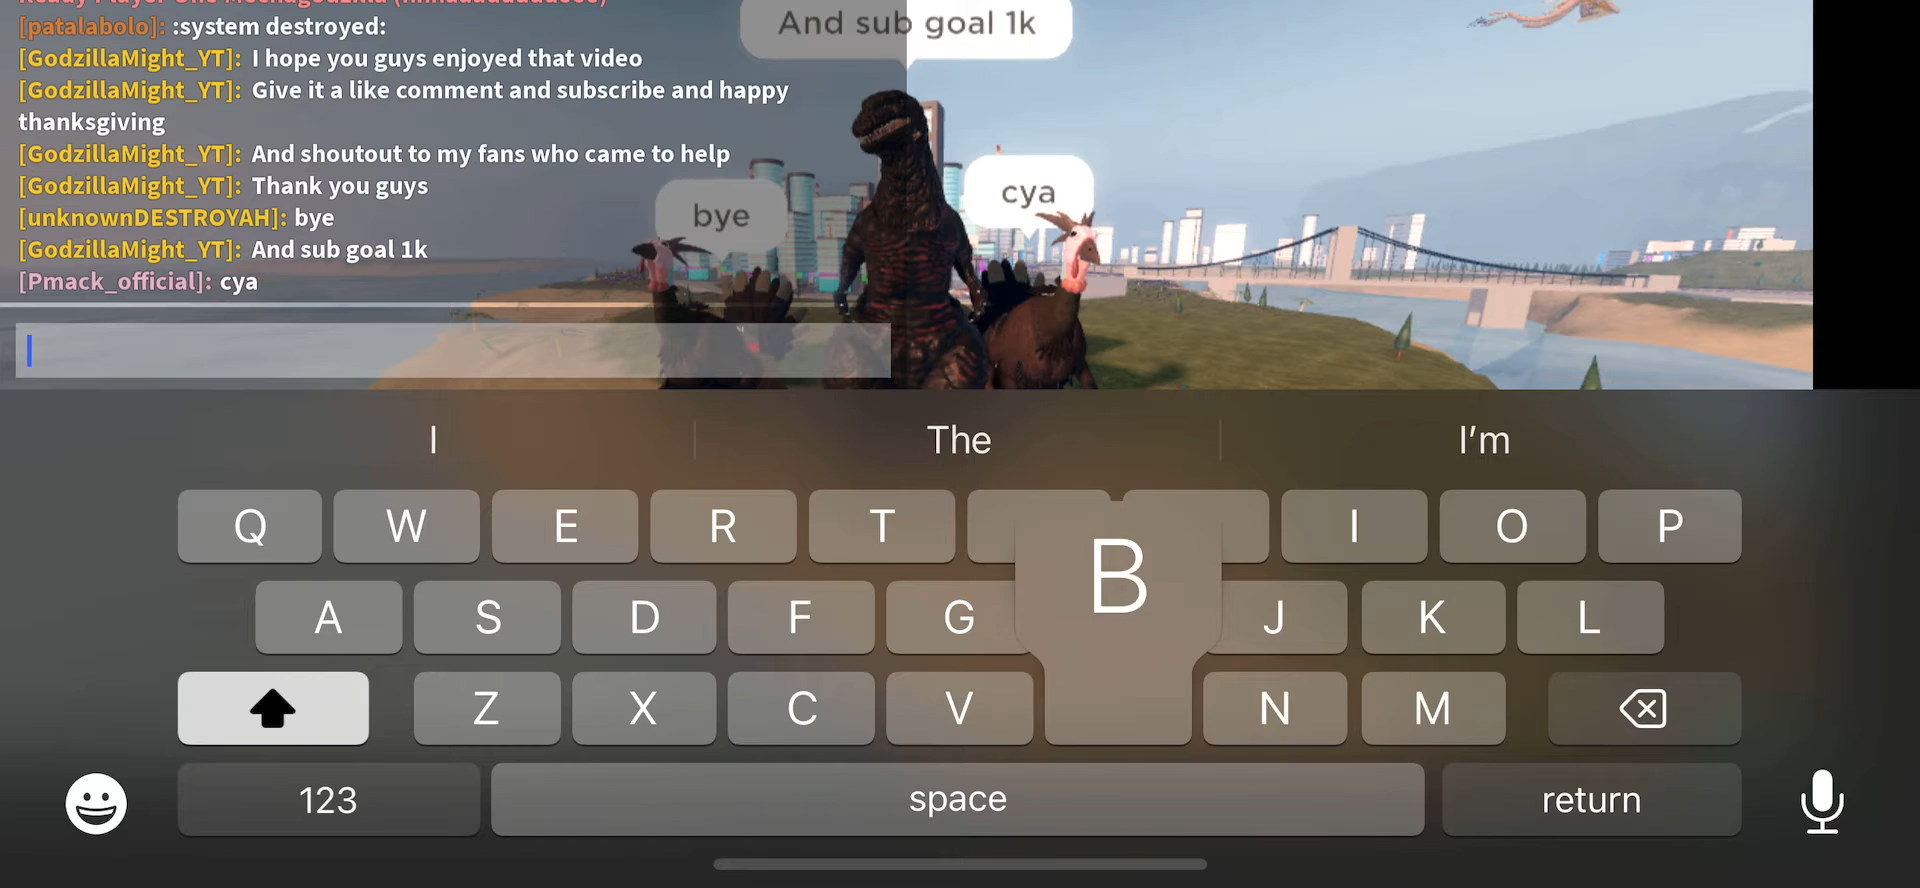 [patalabolo]: :system destroyed:
[GodzillaMight_YT]: I hope you guys enjoyed that video
[GodzillaMight_YT]: Give it a like comment and subscribe and happy
thanksgiving
[GodzillaMight_YT]: And shoutout to my fans who came to help
[GodzillaMight_YT]: Thank you guys
[unknownDESTROYAH]: bye
[GodzillaMight_YT]: And sub goal 1k
[Pmack_official]: cya
And sub goal 1k
bye
cya
I The I'm
Q W E R T I O P
A S D F G J K L
B
Z X C V N M
123 space return